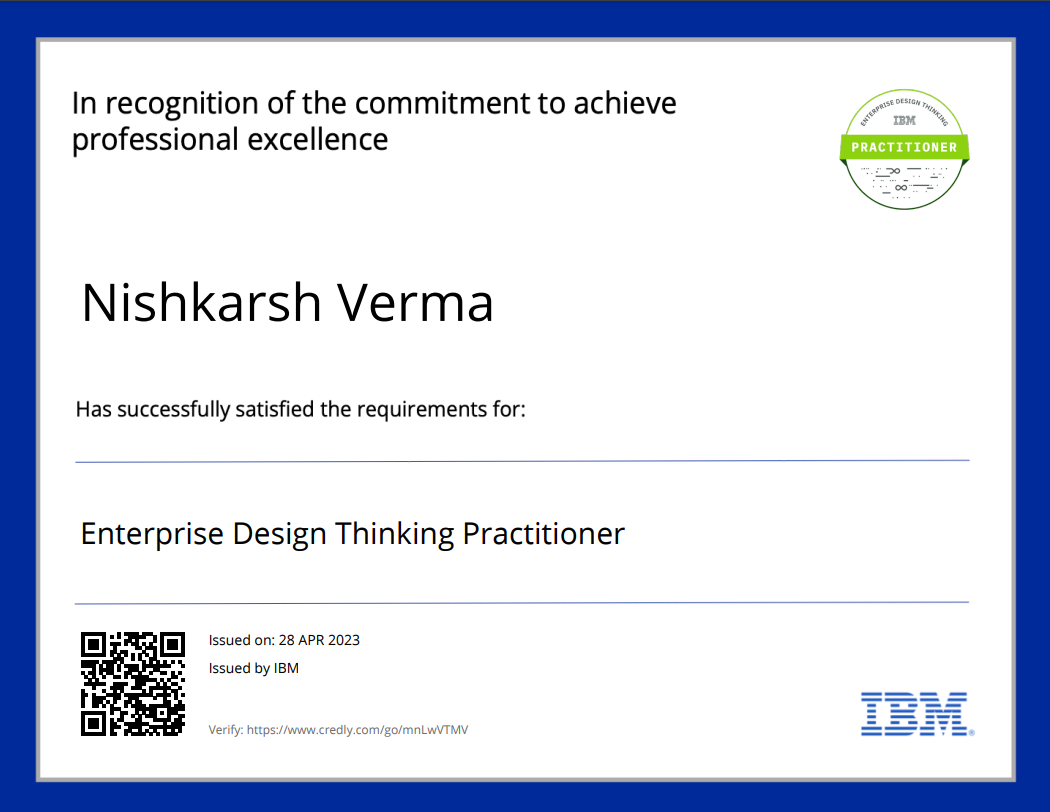 In recognition of the commitment to achieve
professional excellence
ENTERPRISE DESIGN THINKING
IBM
PRACTITIONER
Nishkarsh Verma
Has successfully satisfied the requirements for:
Enterprise Design Thinking Practitioner
Issued on: 28 APR 2023
Issued by IBM
Verify: https://www.credly.com/go/mnLwVTMV
IBM®